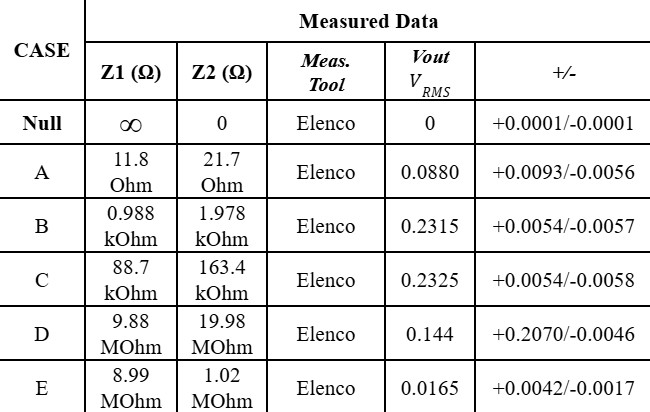 Measured Data
CASE
Z1 (Ω) Z2 (Ω) Meas. Tool Vout V_RMS +/-
Null ∞ 0 Elenco 0 +0.0001/-0.0001
A 11.8 Ohm 21.7 Ohm Elenco 0.0880 +0.0093/-0.0056
B 0.988 kOhm 1.978 kOhm Elenco 0.2315 +0.0054/-0.0057
C 88.7 kOhm 163.4 kOhm Elenco 0.2325 +0.0054/-0.0058
D 9.88 MOhm 19.98 MOhm Elenco 0.144 +0.2070/-0.0046
E 8.99 MOhm 1.02 MOhm Elenco 0.0165 +0.0042/-0.0017